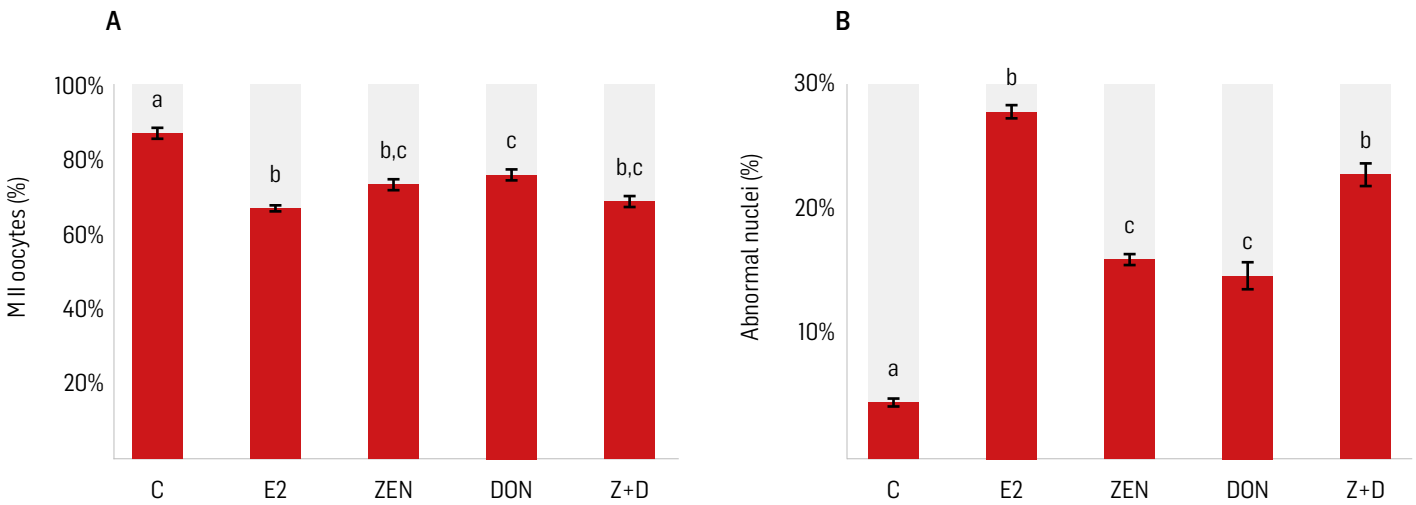 A
M II oocytes (%)
100%
80%
60%
40%
20%
a
b
b,c
c
b,c
C E2 ZEN DON Z+D
B
Abnormal nuclei (%)
30%
20%
10%
a
b
c
c
b
C E2 ZEN DON Z+D